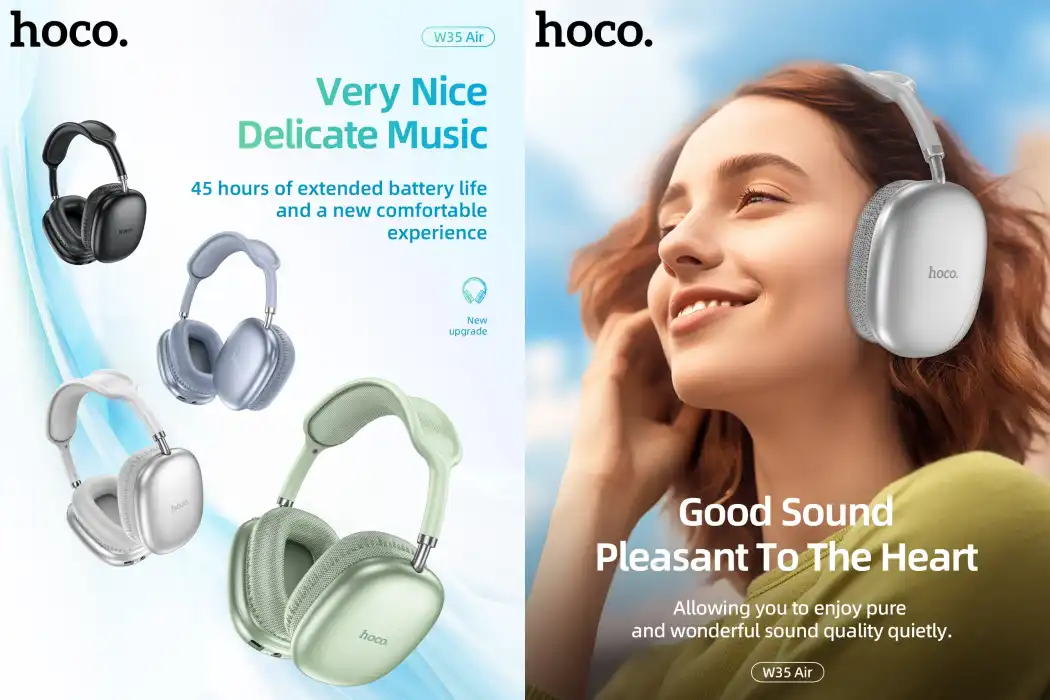 hoco.
W35 Air
Very Nice
Delicate Music
45 hours of extended battery life
and a new comfortable
experience
New
upgrade
hoco.
hoco.
hoco.
hoco.
hoco.
Good Sound
Pleasant To The Heart
Allowing you to enjoy pure
and wonderful sound quality quietly.
W35 Air